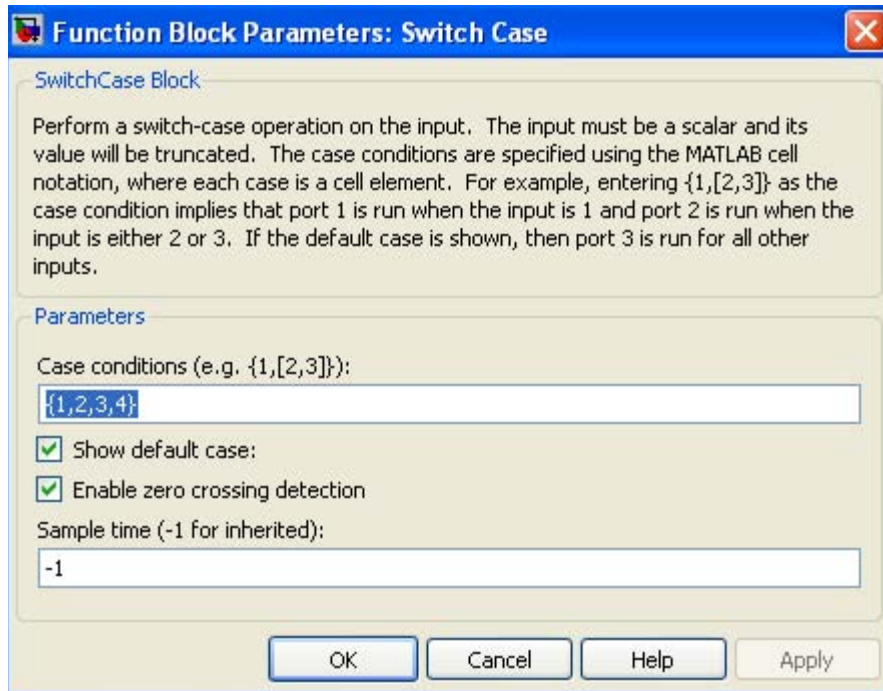 Function Block Parameters: Switch Case
SwitchCase Block
Perform a switch-case operation on the input.  The input must be a scalar and its
value will be truncated.  The case conditions are specified using the MATLAB cell
notation, where each case is a cell element.  For example, entering {1,[2,3]} as the
case condition implies that port 1 is run when the input is 1 and port 2 is run when the
input is either 2 or 3.  If the default case is shown, then port 3 is run for all other
inputs.
Parameters
Case conditions (e.g. {1,[2,3]}):
{1,2,3,4}
Show default case:
Enable zero crossing detection
Sample time (-1 for inherited):
-1
OK Cancel Help Apply